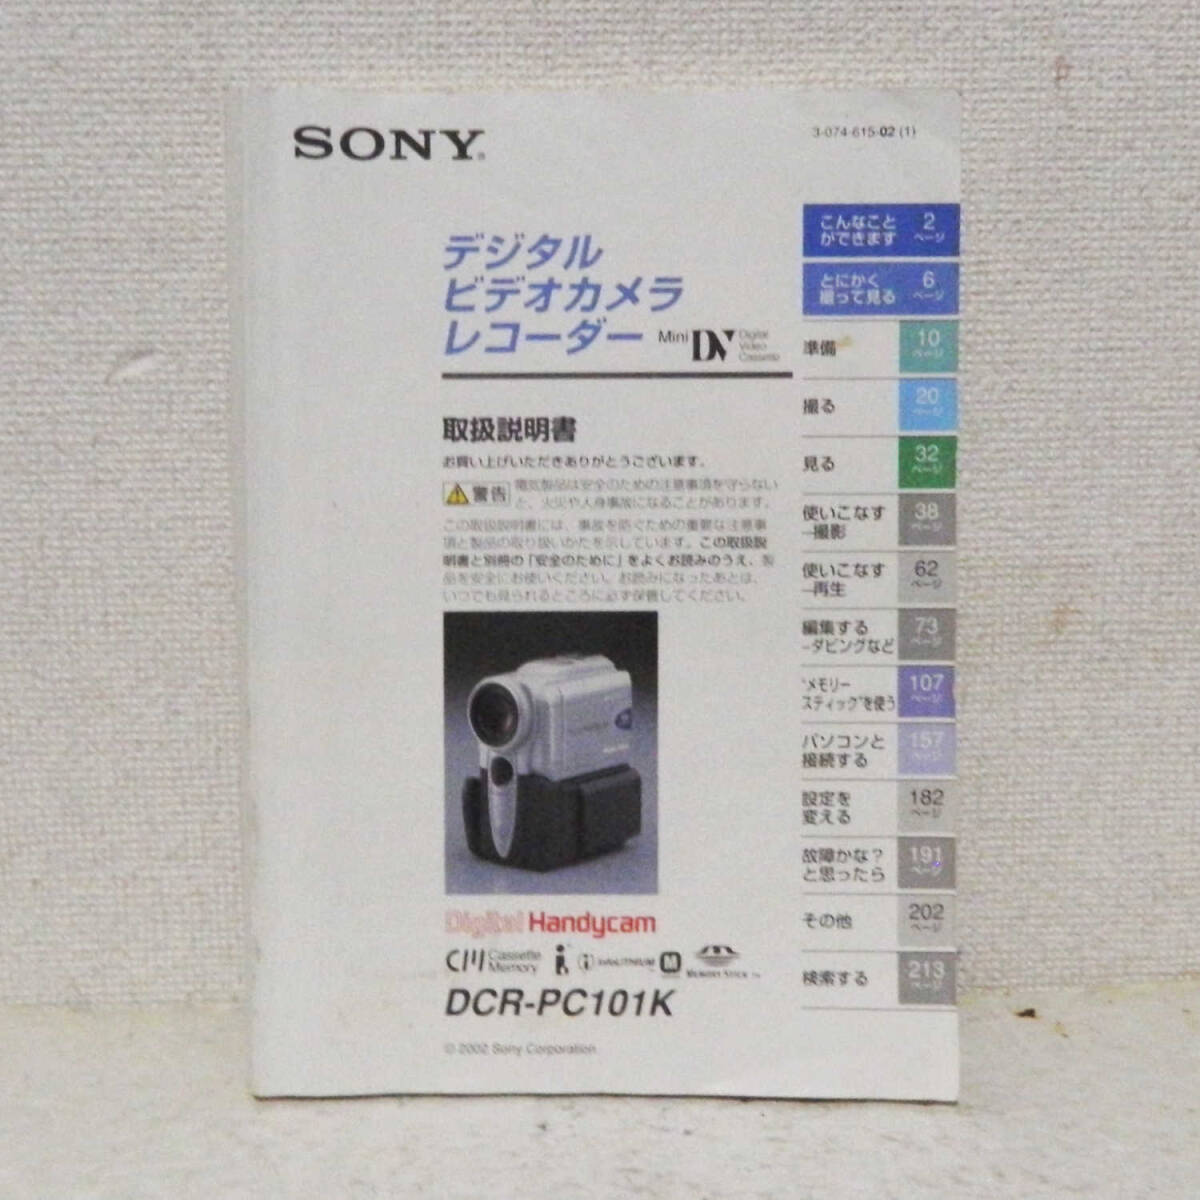 SONY
3-074-615-02 (1)
デジタル
ビデオカメラ
レコーダー
Mini DV Digital Video Cassette
取扱説明書
お買い上げいただきありがとうございます。
警告
電気製品は安全のための注意事項を守らない
と、火災や人身事故になることがあります。
この取扱説明書には、事故を防ぐための重要な注意事
項と製品の取り扱いかたを示しています。この取扱説
明書と別冊の「安全のために」をよくお読みのうえ、製
品を安全にお使いください。お読みになったあとは、
いつでも見られるところに必ず保管してください。
Digital Handycam
Cassette
Memory
InfoLITHIUM
M
MEMORY STICK
TM
DCR-PC101K
© 2002 Sony Corporation
こんなこと
ができます
2
ページ
とにかく
撮って見る
6
ページ
準備
10
ページ
撮る
20
ページ
見る
32
ページ
使いこなす
–撮影
38
ページ
使いこなす
–再生
62
ページ
編集する
–ダビングなど
73
ページ
“メモリー
スティック”を使う
107
ページ
パソコンと
接続する
157
ページ
設定を
変える
182
ページ
故障かな？
と思ったら
191
ページ
その他
202
ページ
検索する
213
ページ